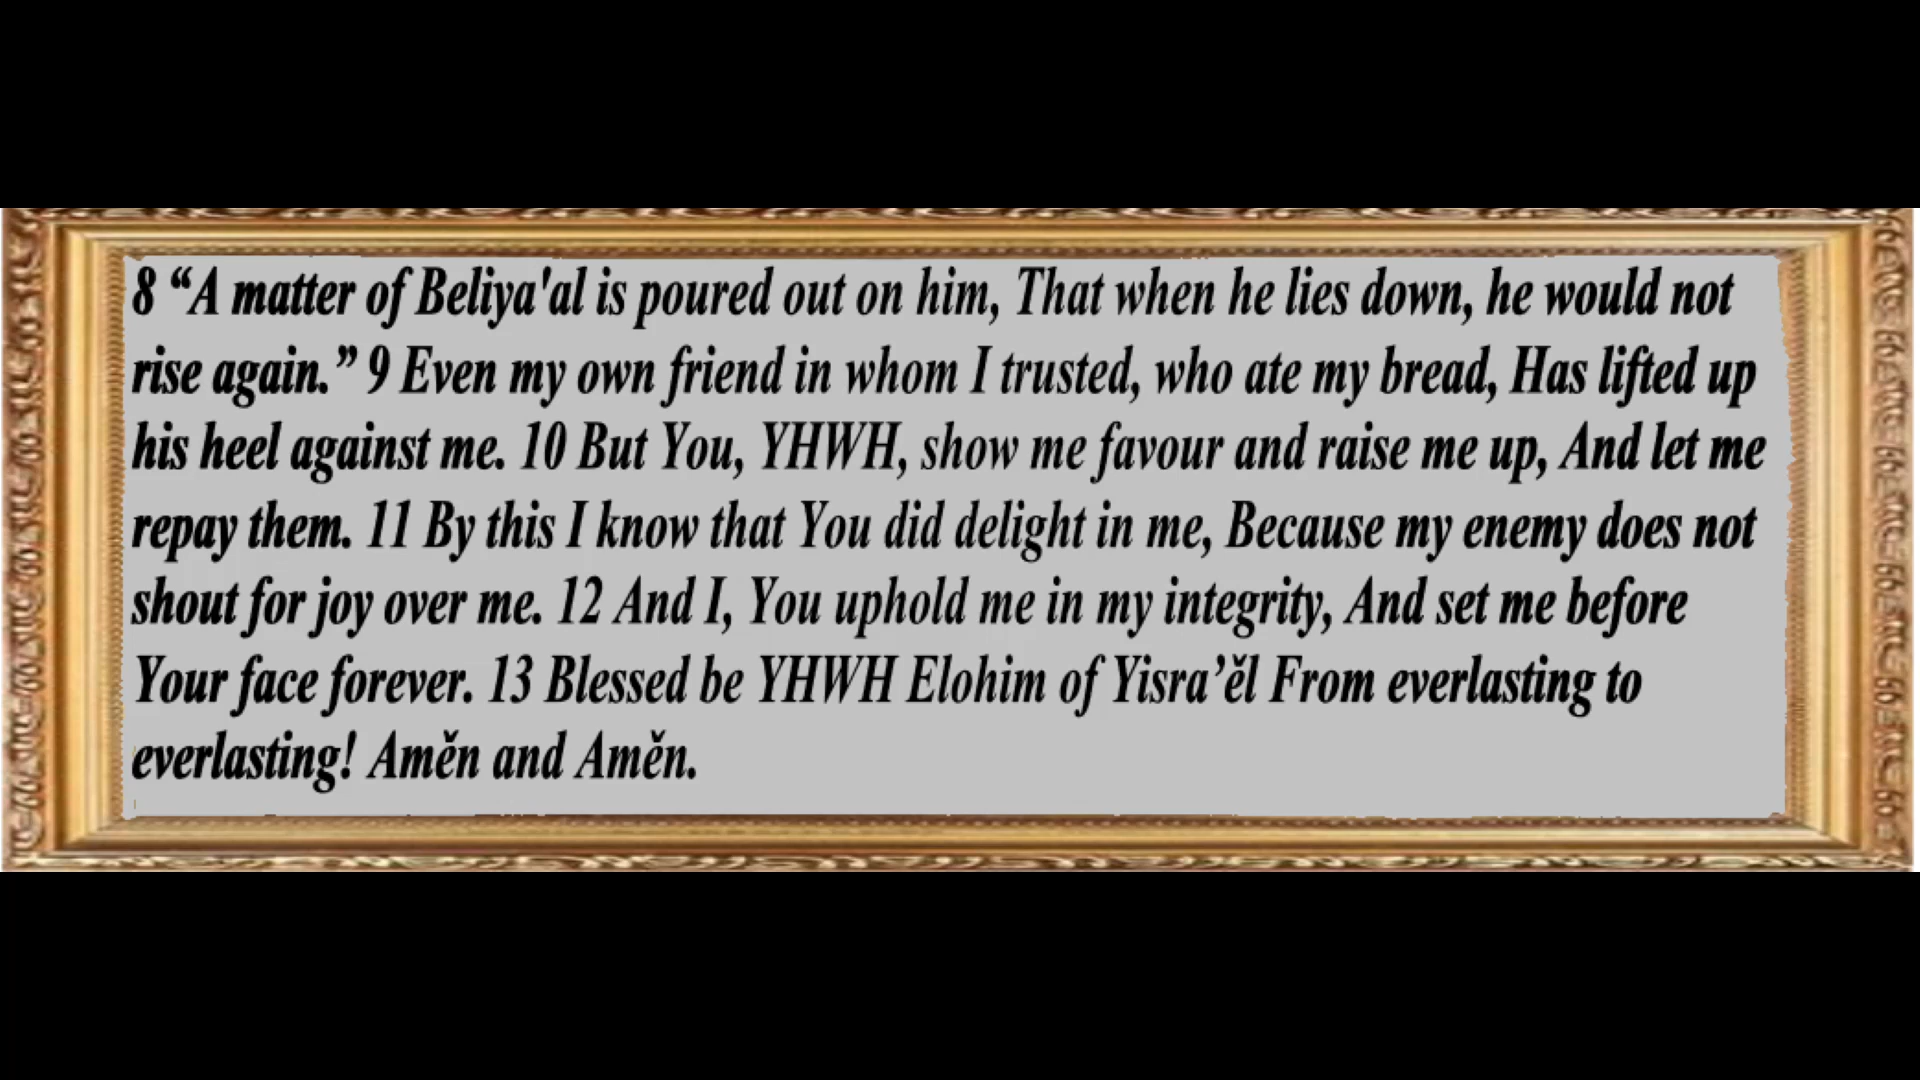 8 “A matter of Beliya'al is poured out on him, That when he lies down, he would not
rise again.” 9 Even my own friend in whom I trusted, who ate my bread, Has lifted up
his heel against me. 10 But You, YHWH, show me favour and raise me up, And let me
repay them. 11 By this I know that You did delight in me, Because my enemy does not
shout for joy over me. 12 And I, You uphold me in my integrity, And set me before
Your face forever. 13 Blessed be YHWH Elohim of Yisra’ěl From everlasting to
everlasting! Aměn and Aměn.